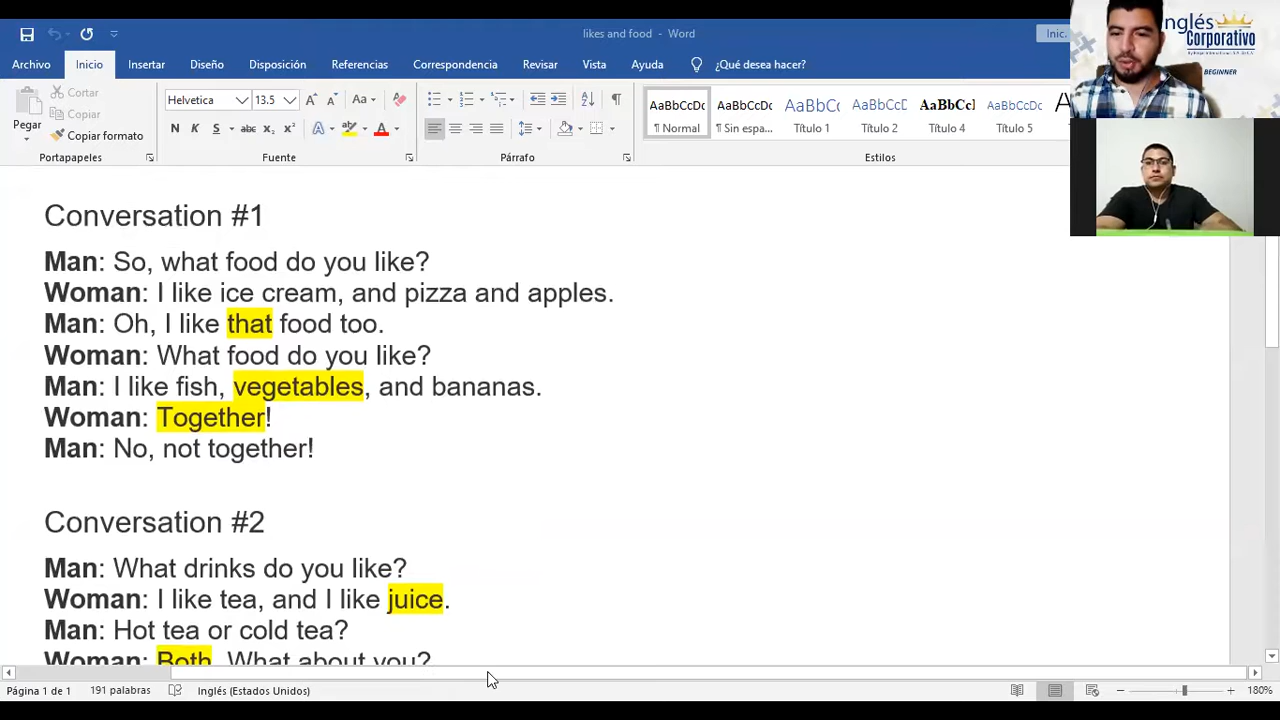 likes and food - Word
Inic.
Inglés
Corporativo
BEGINNER
Archivo Inicio Insertar Diseño Disposición Referencias Correspondencia Revisar Vista Ayuda ¿Qué desea hacer?
Pegar
Cortar
Copiar
Copiar formato
Portapapeles
Helvetica 13.5
Fuente
Párrafo
AaBbCcDc AaBbCcDc AaBbCcD AaBbCcD AaBbCcI AaBbCcD
¶ Normal ¶ Sin espa... Título 1 Título 2 Título 4 Título 5
Estilos
Conversation #1
Man: So, what food do you like?
Woman: I like ice cream, and pizza and apples.
Man: Oh, I like that food too.
Woman: What food do you like?
Man: I like fish, vegetables, and bananas.
Woman: Together!
Man: No, not together!
Conversation #2
Man: What drinks do you like?
Woman: I like tea, and I like juice.
Man: Hot tea or cold tea?
Woman: Both. What about you?
Página 1 de 1 191 palabras Inglés (Estados Unidos) 180%